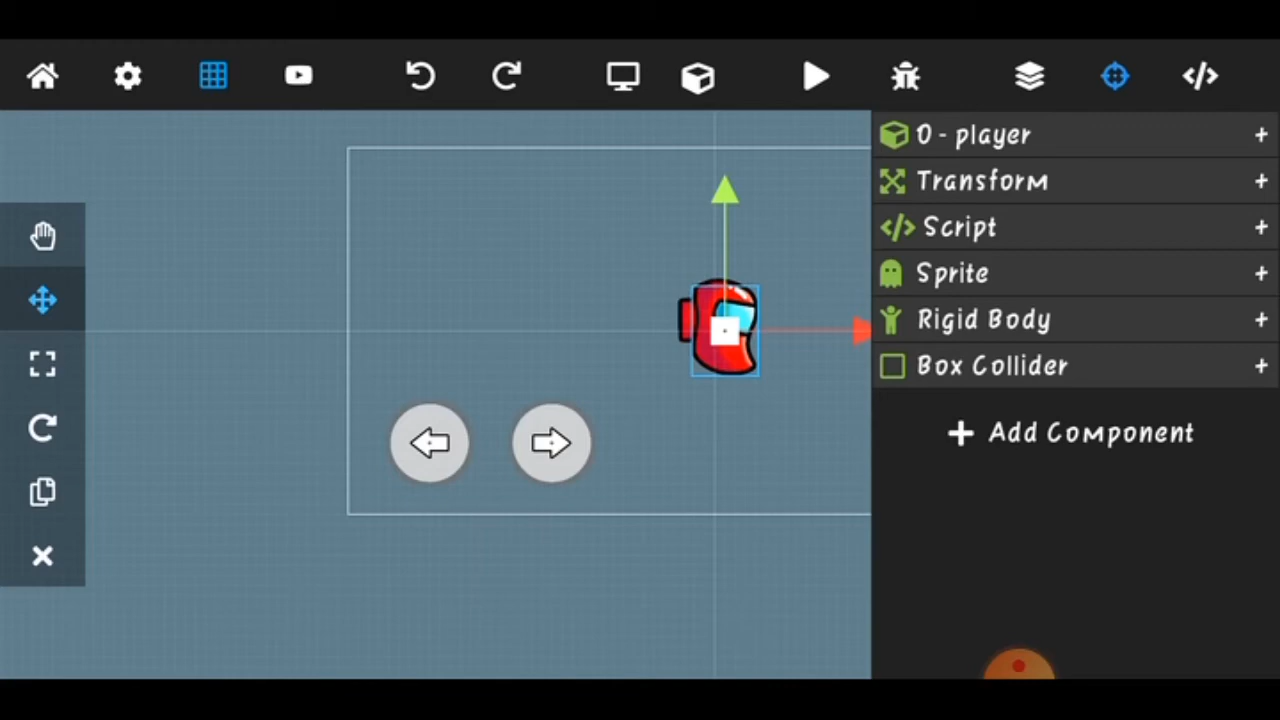 0 - player +
Transform +
</> Script +
Sprite +
Rigid Body +
Box Collider +
+ Add Component